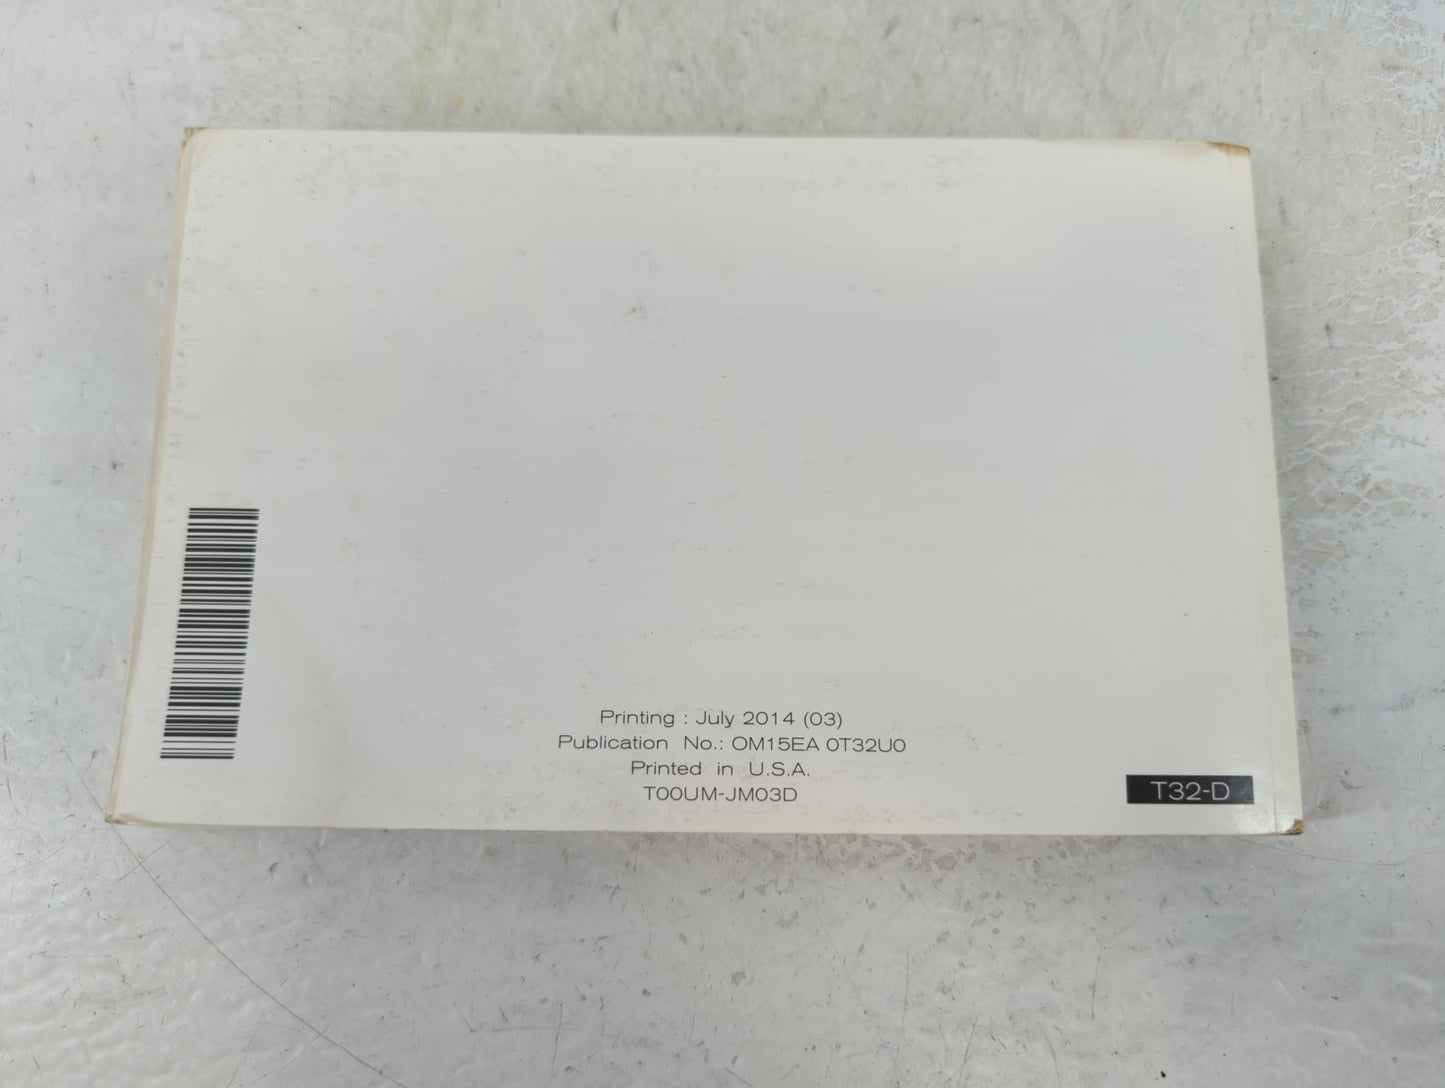 Printing : July 2014 (03)
Publication No.: OM15EA 0T32U0
Printed in U.S.A.
T00UM-JM03D
T32-D